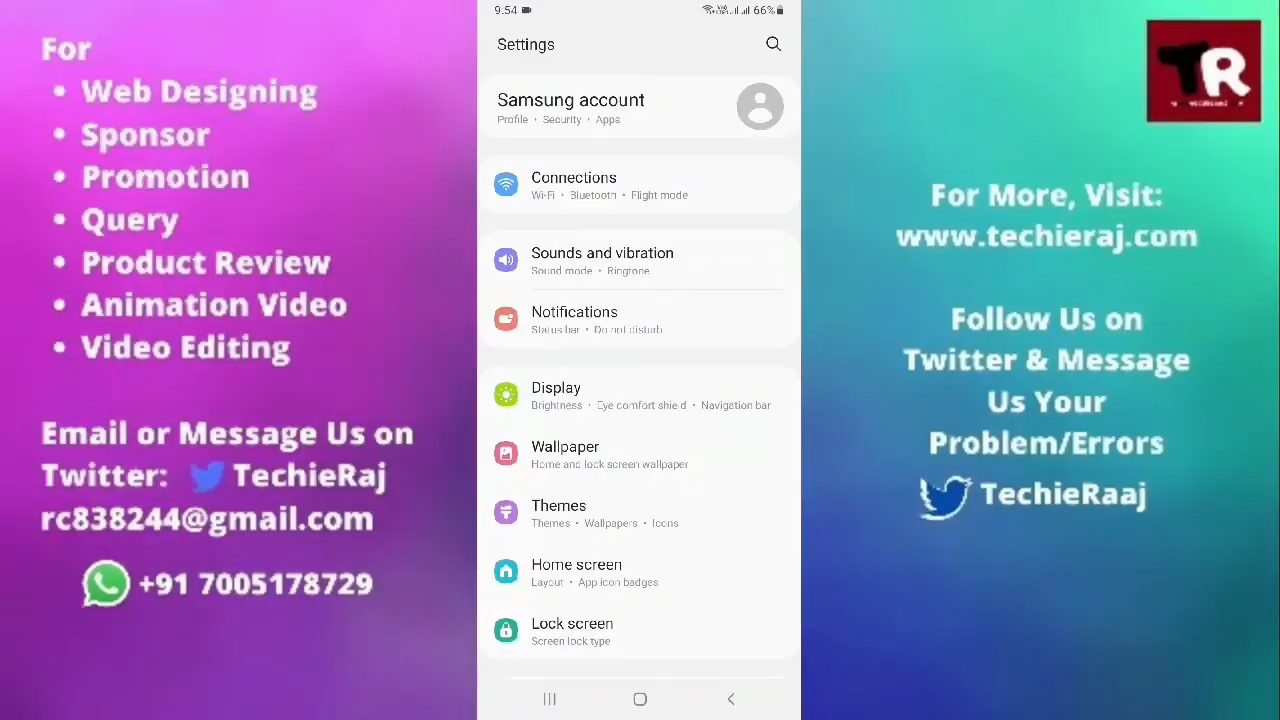 For
• Web Designing
• Sponsor
• Promotion
• Query
• Product Review
• Animation Video
• Video Editing
Email or Message Us on
Twitter: TechieRaj
rc838244@gmail.com
+91 7005178729
9:54
66%
Settings
Samsung account
Profile • Security • Apps
Connections
Wi-Fi • Bluetooth • Flight mode
Sounds and vibration
Sound mode • Ringtone
Notifications
Status bar • Do not disturb
Display
Brightness • Eye comfort shield • Navigation bar
Wallpaper
Home and lock screen wallpaper
Themes
Themes • Wallpapers • Icons
Home screen
Layout • App icon badges
Lock screen
Screen lock type
TR
For More, Visit:
www.techieraj.com
Follow Us on
Twitter & Message
Us Your
Problem/Errors
TechieRaaj